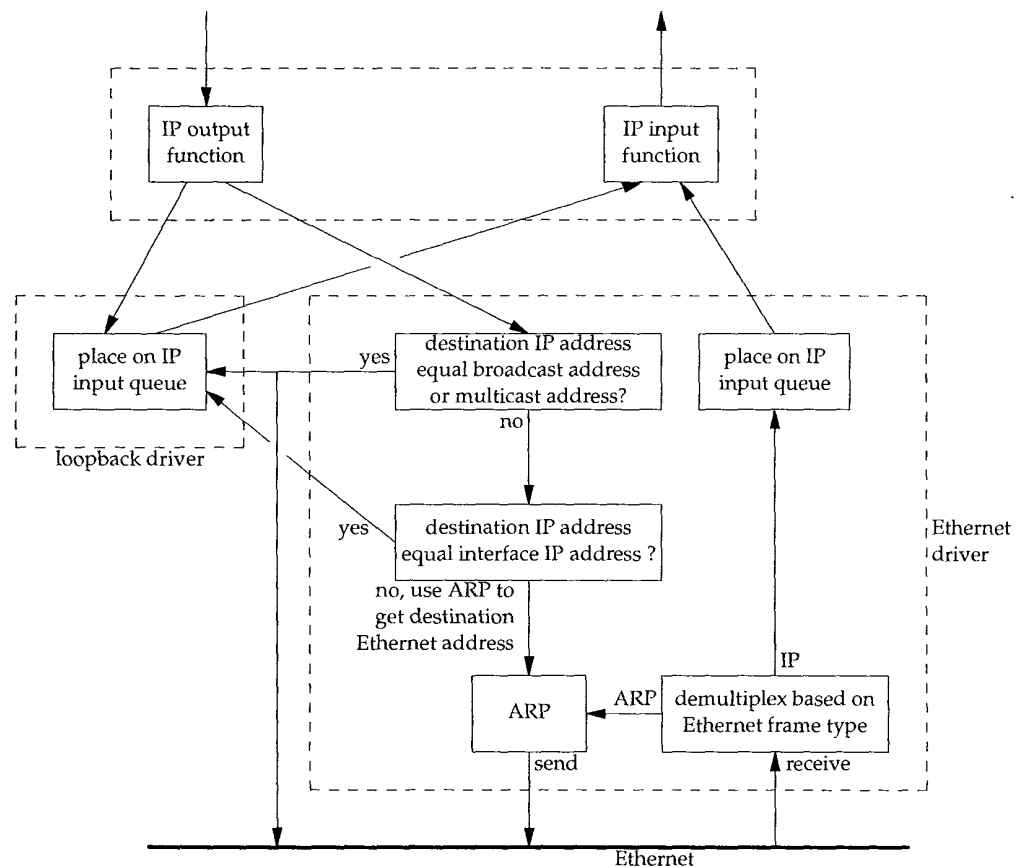 IP output
function
IP input
function
place on IP
input queue
loopback driver
yes
destination IP address
equal broadcast address
or multicast address?
no
place on IP
input queue
yes
destination IP address
equal interface IP address ?
Ethernet
driver
no, use ARP to
get destination
Ethernet address
IP
ARP
ARP
demultiplex based on
Ethernet frame type
send
receive
Ethernet